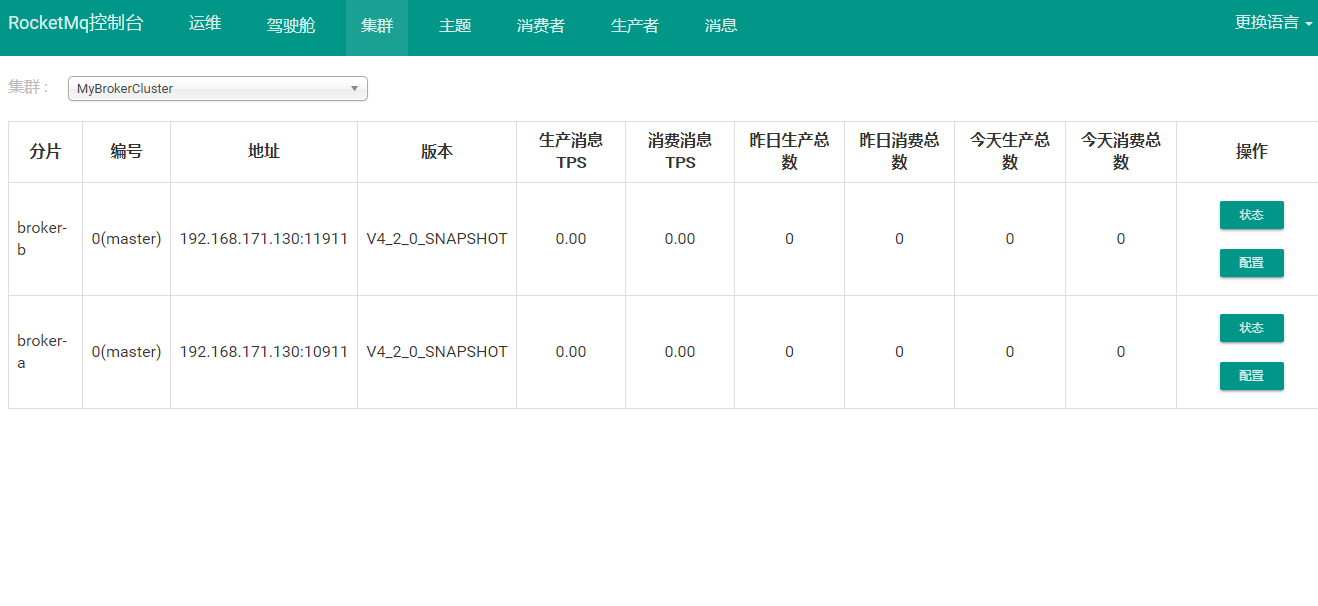 RocketMq控制台 运维 驾驶舱 集群 主题 消费者 生产者 消息 更换语言
集群 : MyBrokerCluster
分片 编号 地址 版本 生产消息 TPS 消费消息 TPS 昨日生产总数 昨日消费总数 今天生产总数 今天消费总数 操作
broker-b 0(master) 192.168.171.130:11911 V4_2_0_SNAPSHOT 0.00 0.00 0 0 0 0 状态
配置
broker-a 0(master) 192.168.171.130:10911 V4_2_0_SNAPSHOT 0.00 0.00 0 0 0 0 状态
配置